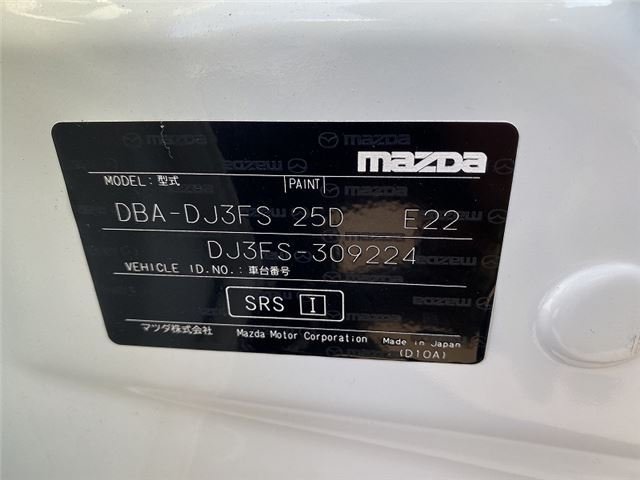 mazda
MODEL:型式 PAINT
DBA-DJ3FS 25D E22
DJ3FS-309224
VEHICLE ID.NO.:車台番号
SRS I
マツダ株式会社 Mazda Motor Corporation Made in Japan
(D10A)